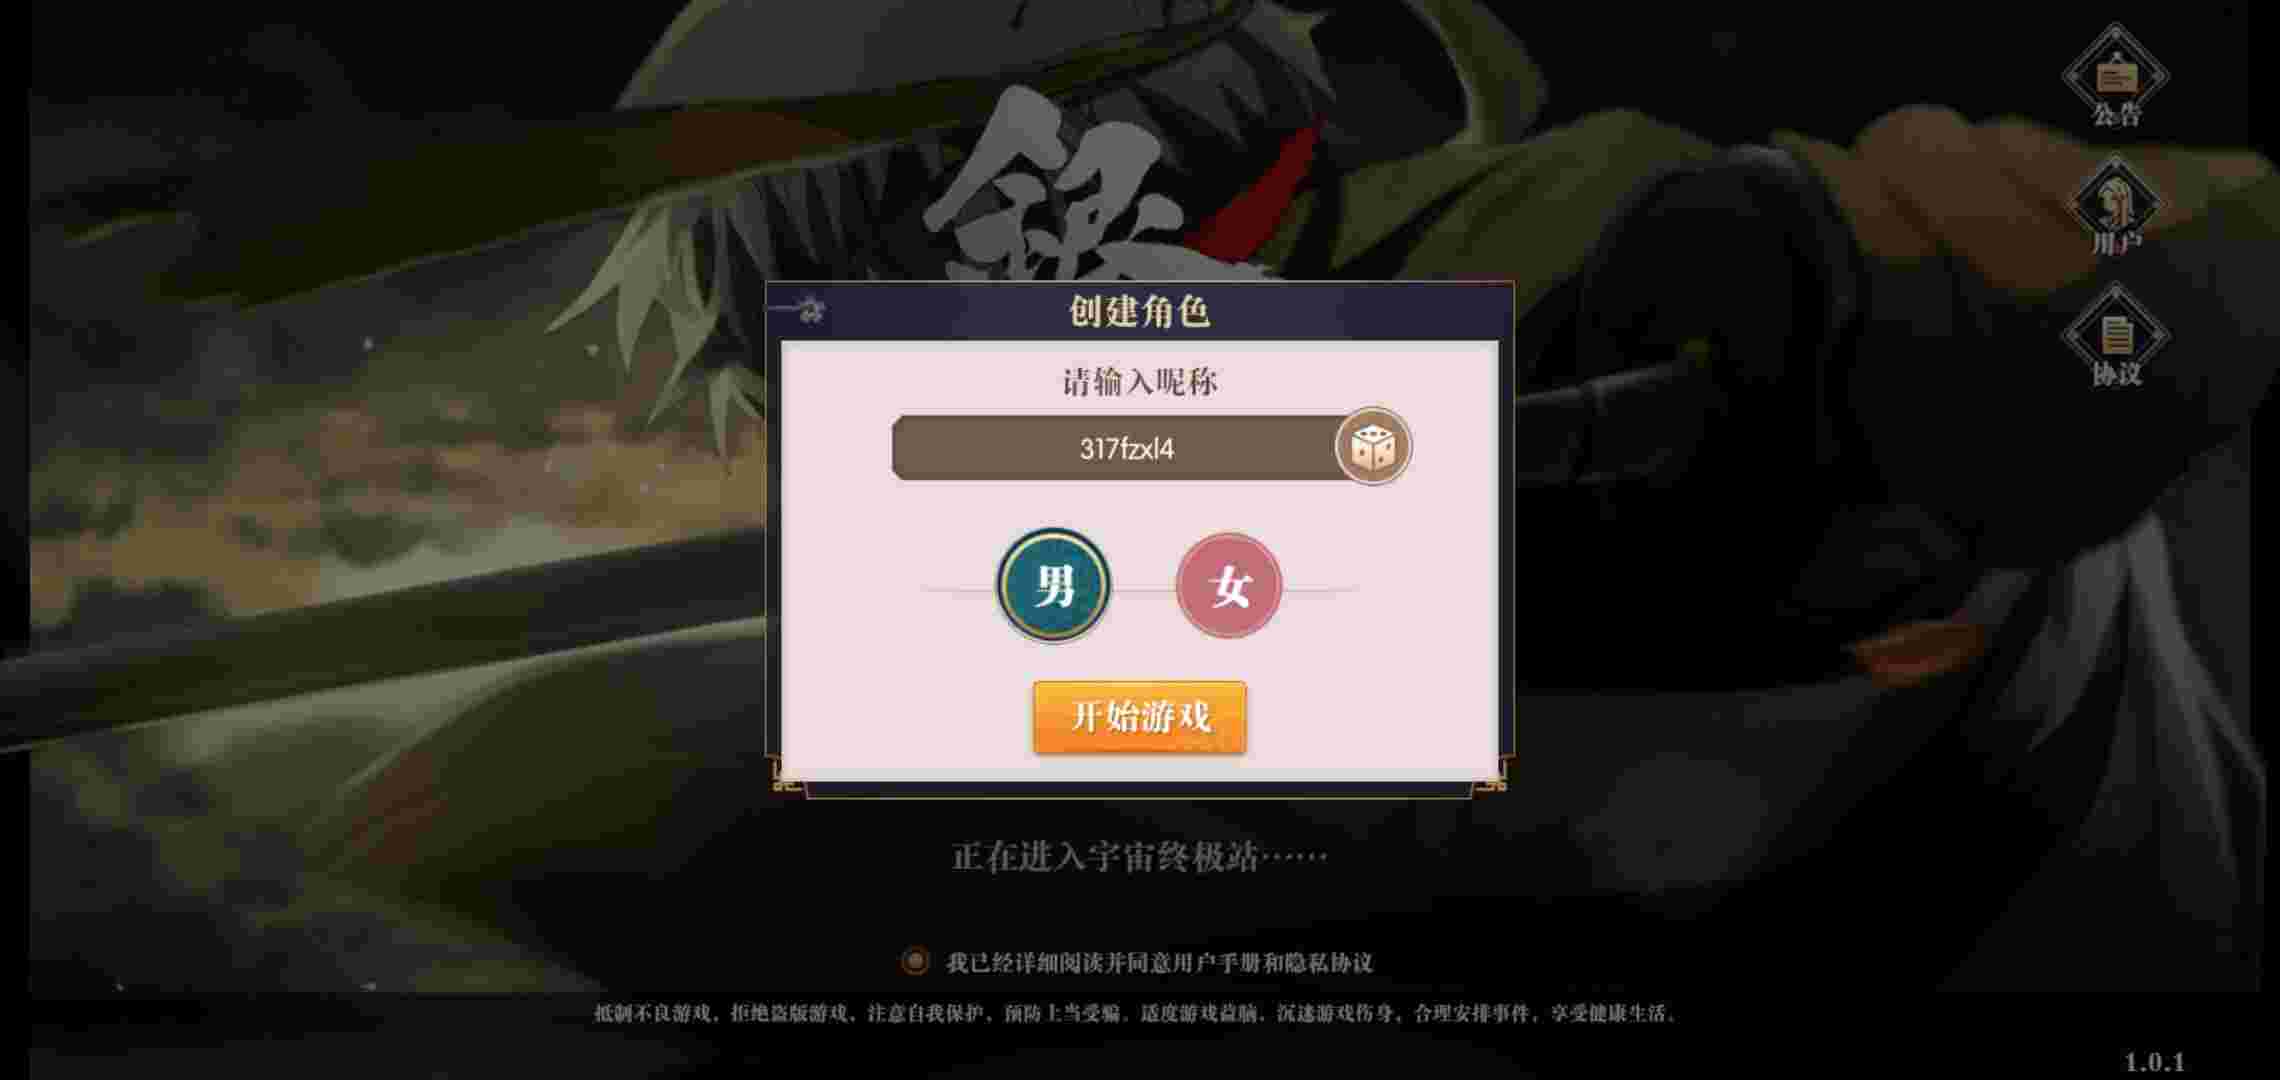 公告
用户
协议
銀
创建角色
请输入昵称
317fzxl4
男
女
开始游戏
正在进入宇宙终极站……
我已经详细阅读并同意用户手册和隐私协议
抵制不良游戏，拒绝盗版游戏，注意自我保护，预防上当受骗。适度游戏益脑，沉迷游戏伤身，合理安排事件，享受健康生活。
1.0.1